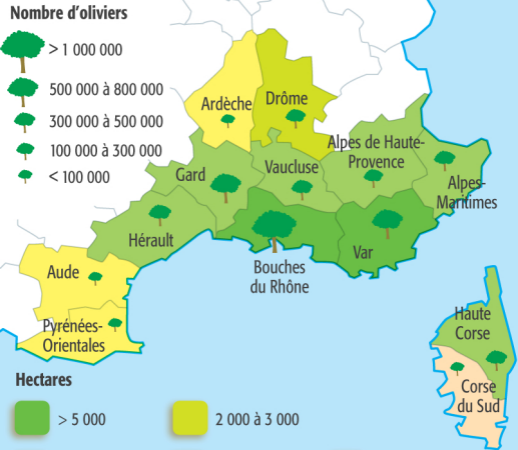 Nombre d'oliviers
> 1 000 000
500 000 à 800 000
300 000 à 500 000
100 000 à 300 000
< 100 000
Ardèche
Drôme
Alpes de Haute-
Provence
Vaucluse
Gard
Alpes-
Maritimes
Hérault
Var
Bouches
du Rhône
Aude
Pyrénées-
Orientales
Haute
Corse
Corse
du Sud
Hectares
> 5 000
2 000 à 3 000